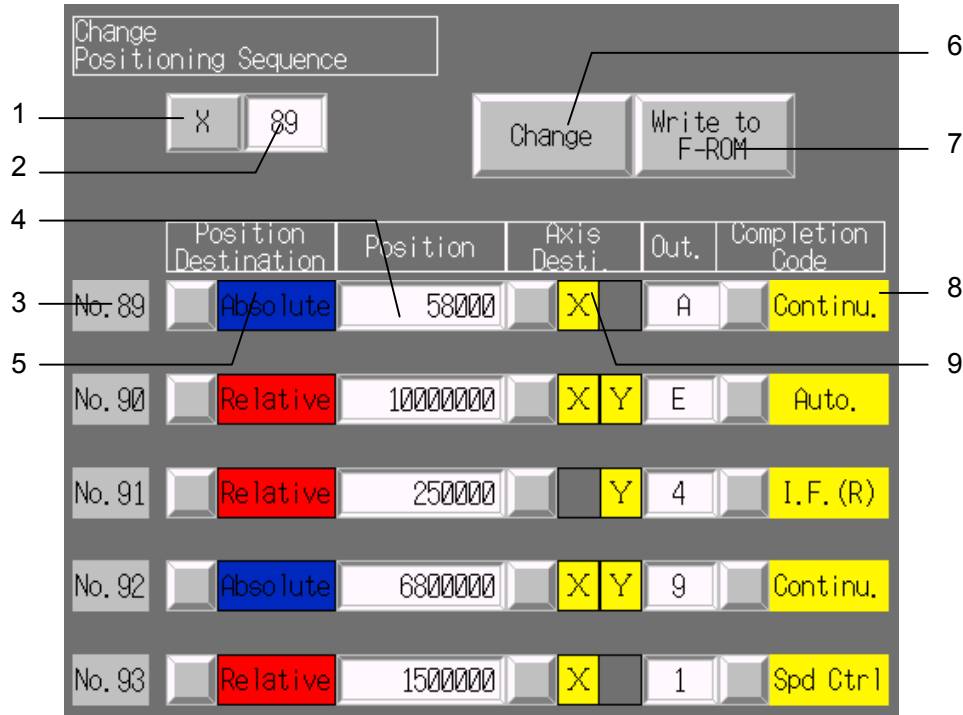 Change
Positioning Sequence
6
1
X
89
Change
Write to
F-ROM
7
2
4
Position
Destination
Position
Axis
Desti.
Out.
Completion
Code
3
No. 89
Absolute
58000
X
A
Continu.
8
5
9
No. 90
Relative
10000000
X
Y
E
Auto.
No. 91
Relative
250000
Y
4
I.F.(R)
No. 92
Absolute
6800000
X
Y
9
Continu.
No. 93
Relative
1500000
X
1
Spd Ctrl